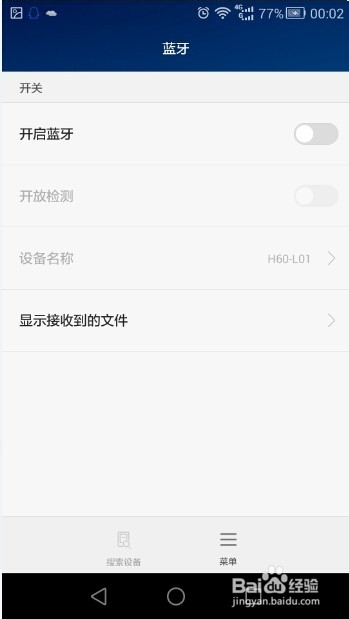 4G
G
77%
00:02
蓝牙
开关
开启蓝牙
开放检测
设备名称
H60-L01
显示接收到的文件
搜索设备
菜单
Baidu 经验
jingyan.baidu.com